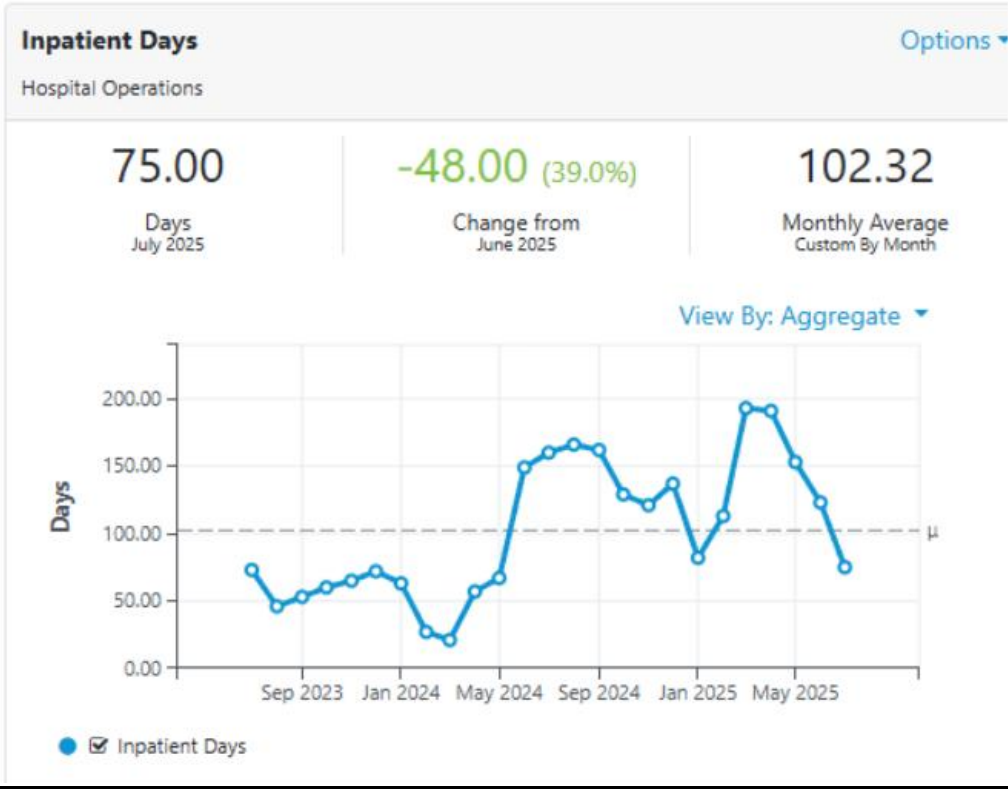 Inpatient Days
Options
Hospital Operations
75.00
Days
July 2025
-48.00 (39.0%)
Change from
June 2025
102.32
Monthly Average
Custom By Month
View By: Aggregate
200.00
150.00
100.00
50.00
0.00
Days
μ
Sep 2023 Jan 2024 May 2024 Sep 2024 Jan 2025 May 2025
Inpatient Days